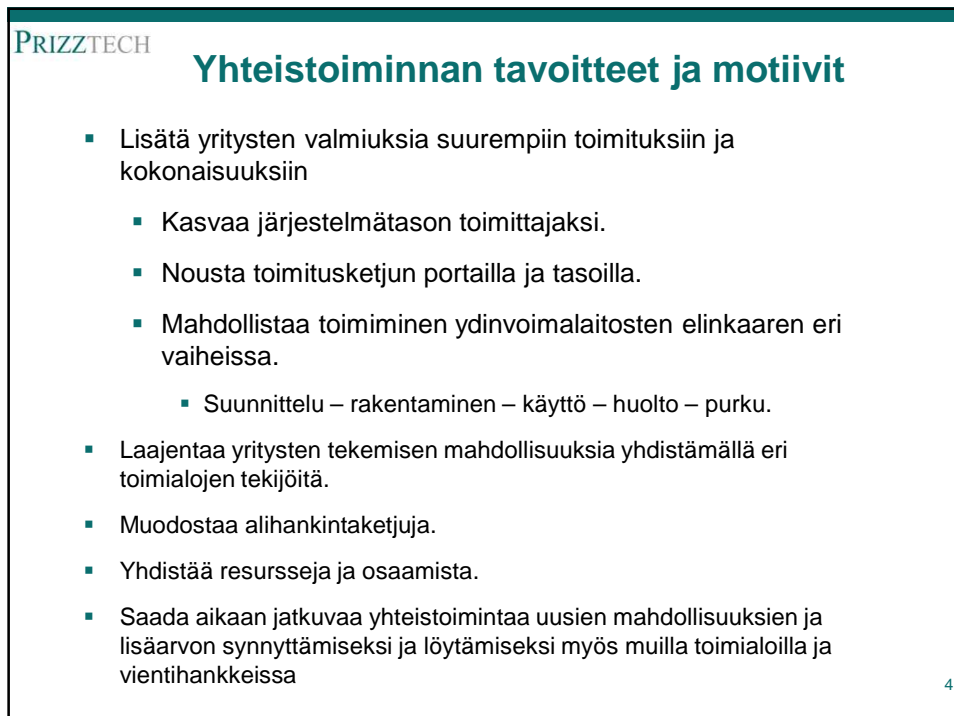 PRIZZTECH
Yhteistoiminnan tavoitteet ja motiivit
▪ Lisätä yritysten valmiuksia suurempiin toimituksiin ja
kokonaisuuksiin
▪ Kasvaa järjestelmätason toimittajaksi.
▪ Nousta toimitusketjun portailla ja tasoilla.
▪ Mahdollistaa toimiminen ydinvoimalaitosten elinkaaren eri
vaiheissa.
▪ Suunnittelu – rakentaminen – käyttö – huolto – purku.
▪ Laajentaa yritysten tekemisen mahdollisuuksia yhdistämällä eri
toimialojen tekijöitä.
▪ Muodostaa alihankintaketjuja.
▪ Yhdistää resursseja ja osaamista.
▪ Saada aikaan jatkuvaa yhteistoimintaa uusien mahdollisuuksien ja
lisäarvon synnyttämiseksi ja löytämiseksi myös muilla toimialoilla ja
vientihankkeissa
4